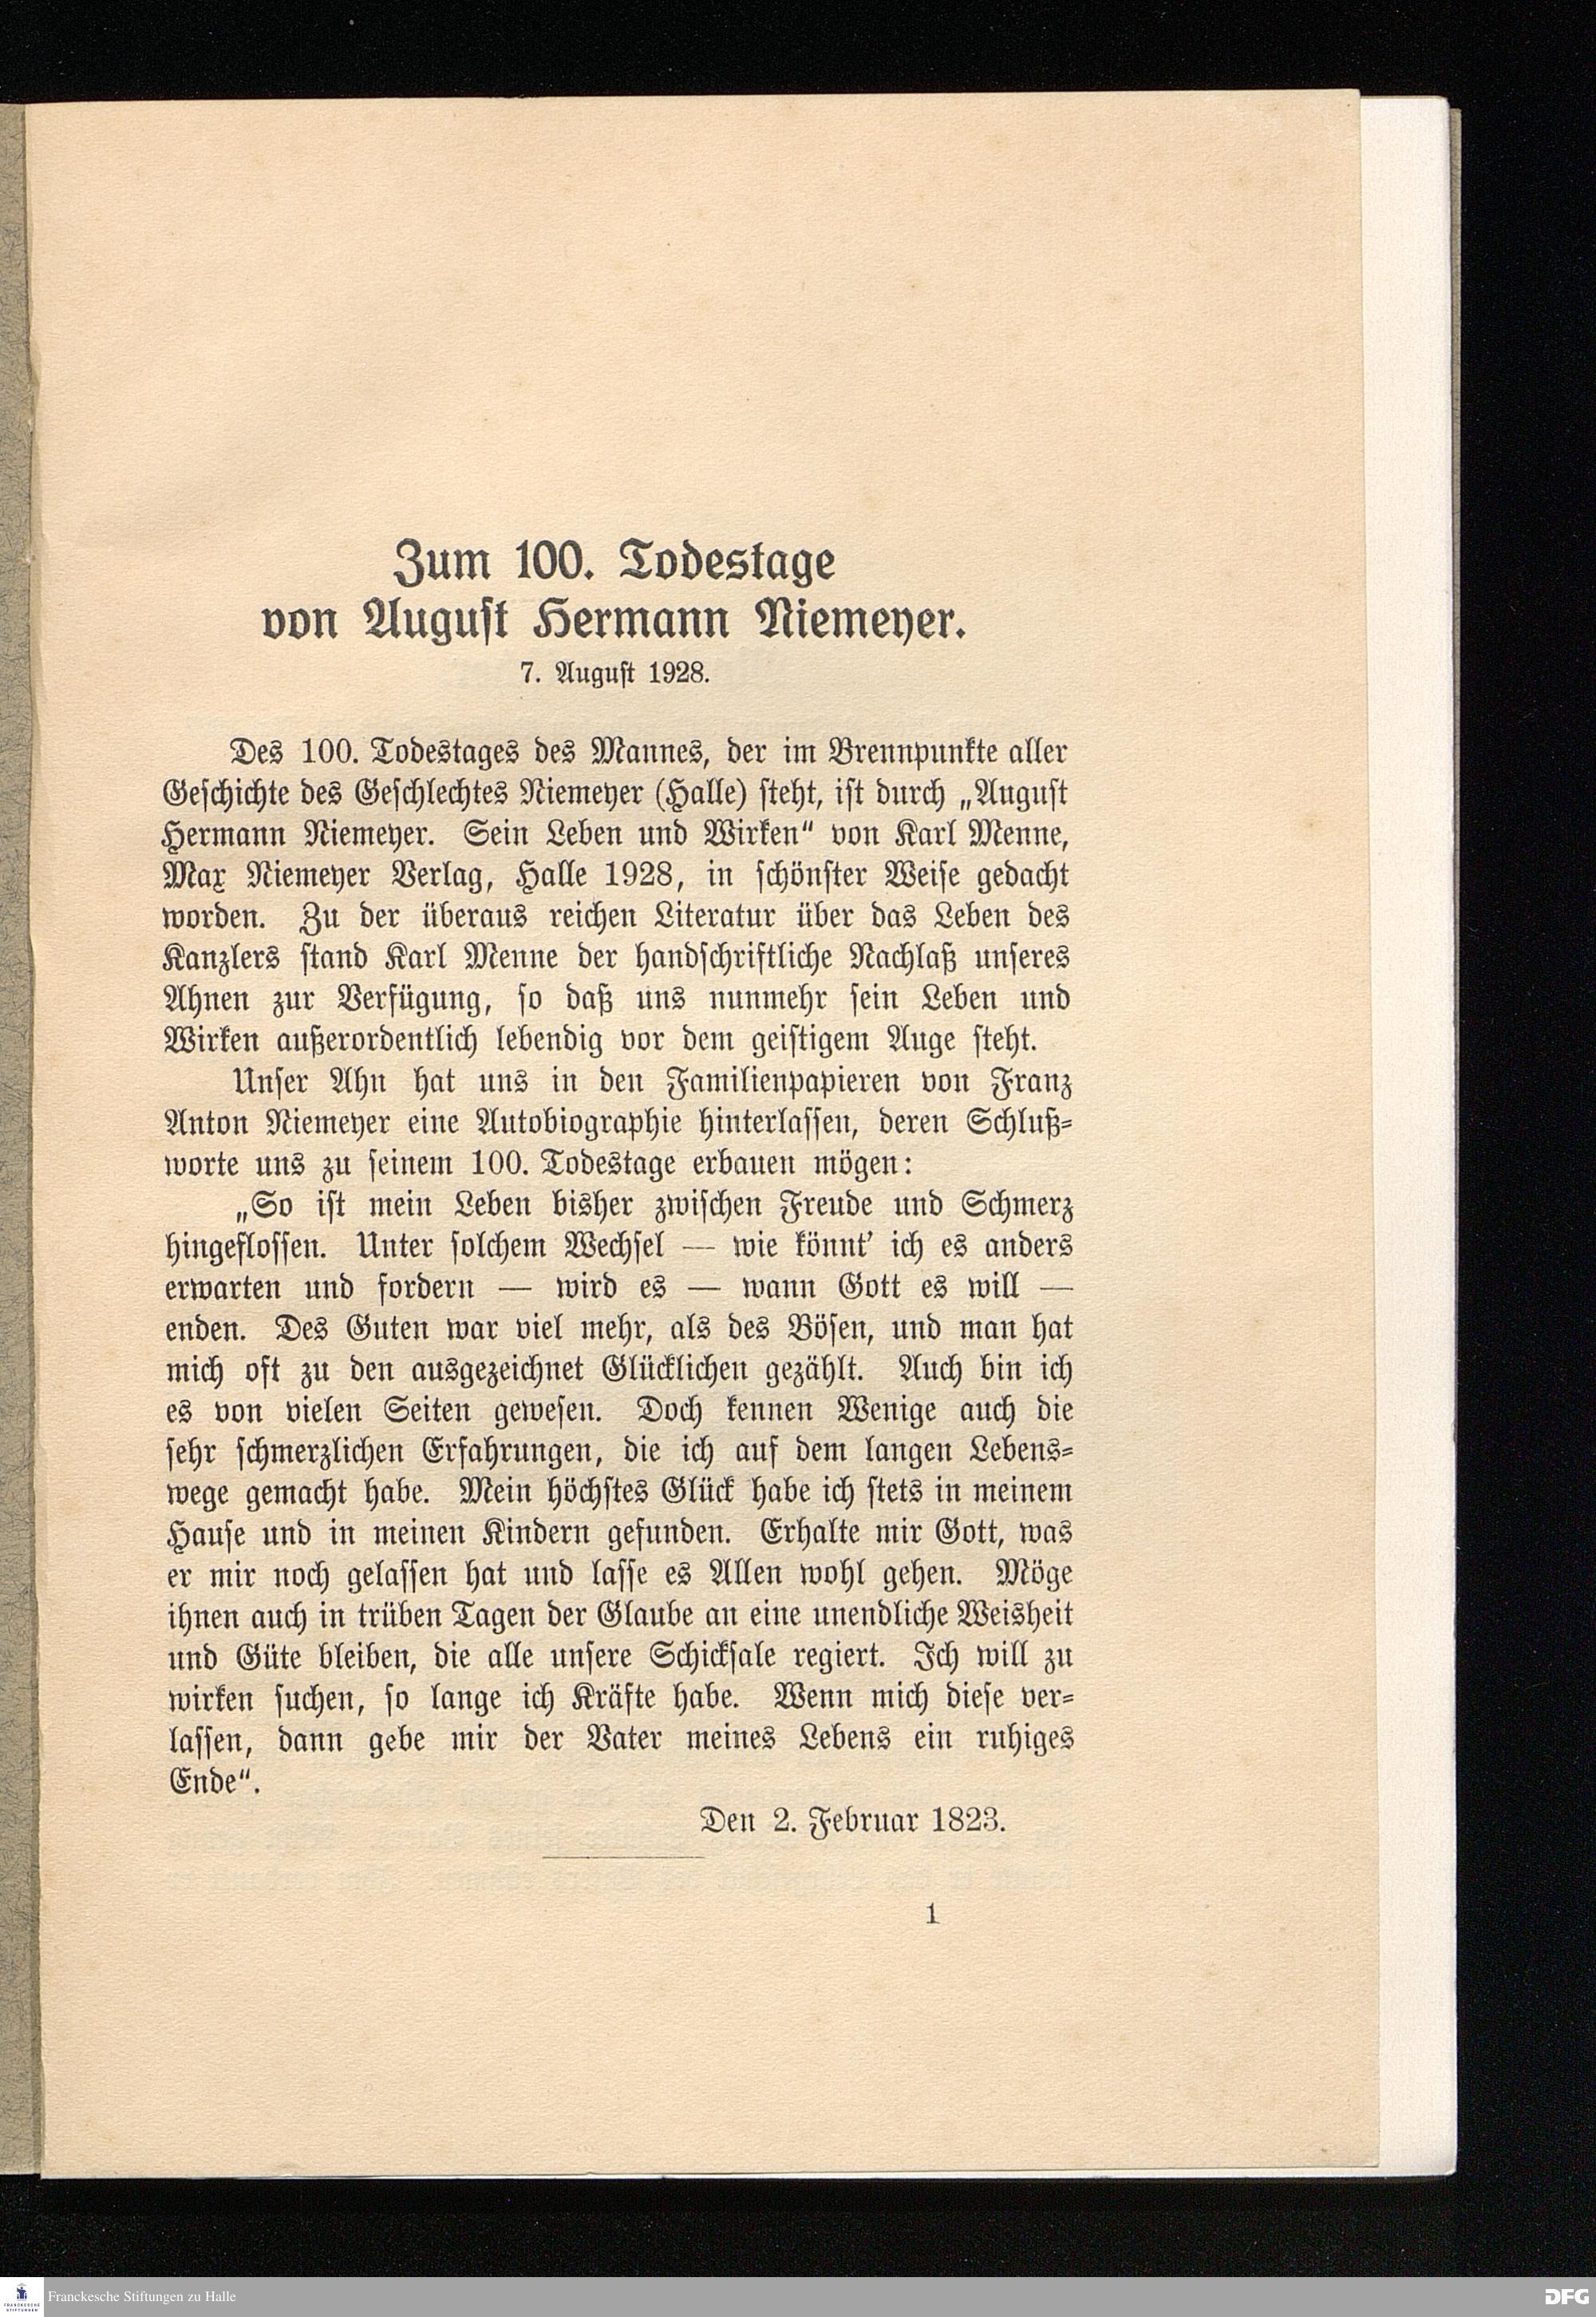 Zum 100. Todestage
von August Hermann Niemeyer.
7. August 1928.
Des 100. Todestages des Mannes, der im Brennpunkte aller
Geschichte des Geschlechtes Niemeyer (Halle) steht, ist durch „August
Hermann Niemeyer. Sein Leben und Wirken“ von Karl Menne,
Max Niemeyer Verlag, Halle 1928, in schönster Weise gedacht
worden. Zu der überaus reichen Literatur über das Leben des
Kanzlers stand Karl Menne der handschriftliche Nachlaß unseres
Ahnen zur Verfügung, so daß uns nunmehr sein Leben und
Wirken außerordentlich lebendig vor dem geistigem Auge steht.
Unser Ahn hat uns in den Familienpapieren von Franz
Anton Niemeyer eine Autobiographie hinterlassen, deren Schluß-
worte uns zu seinem 100. Todestage erbauen mögen:
„So ist mein Leben bisher zwischen Freude und Schmerz
hingeflossen. Unter solchem Wechsel — wie könnt' ich es anders
erwarten und fordern — wird es — wann Gott es will —
enden. Des Guten war viel mehr, als des Bösen, und man hat
mich oft zu den ausgezeichnet Glücklichen gezählt. Auch bin ich
es von vielen Seiten gewesen. Doch kennen Wenige auch die
sehr schmerzlichen Erfahrungen, die ich auf dem langen Lebens-
wege gemacht habe. Mein höchstes Glück habe ich stets in meinem
Hause und in meinen Kindern gefunden. Erhalte mir Gott, was
er mir noch gelassen hat und lasse es Allen wohl gehen. Möge
ihnen auch in trüben Tagen der Glaube an eine unendliche Weisheit
und Güte bleiben, die alle unsere Schicksale regiert. Ich will zu
wirken suchen, so lange ich Kräfte habe. Wenn mich diese ver-
lassen, dann gebe mir der Vater meines Lebens ein ruhiges
Ende“.
Den 2. Februar 1823.
1
FRANCKESCHE
STIFTUNGEN
Franckesche Stiftungen zu Halle
DFG